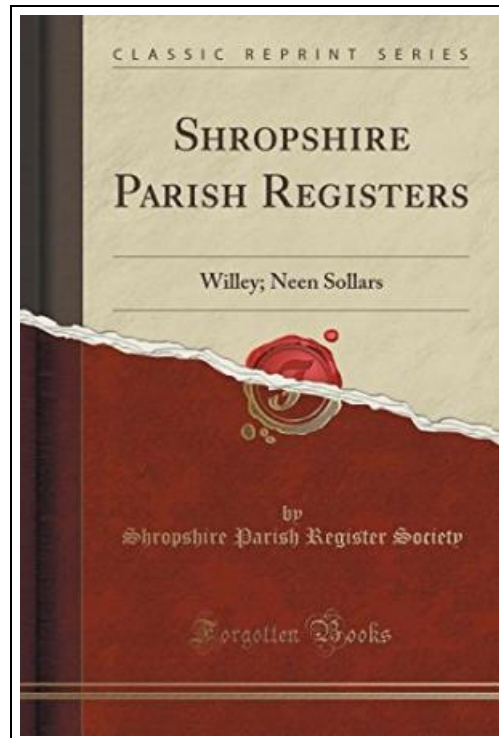 CLASSIC REPRINT SERIES
SHROPSHIRE
PARISH REGISTERS
Willey; Neen Sollars
by
Shropshire Parish Register Society
Forgotten Books